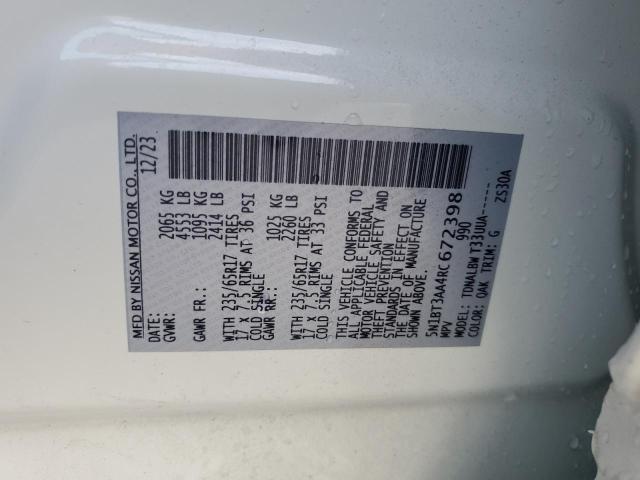 MFD BY NISSAN MOTOR CO., LTD.
DATE: 12/23
GVWR: 2065 KG
4553 LB
GAWR FR.: 1095 KG
2414 LB
WITH 235/65R17 TIRES
17 X 7.5 RIMS AT 36 PSI
COLD SINGLE
GAWR RR.: 1025 KG
2260 LB
WITH 235/65R17 TIRES
17 X 7.5 RIMS AT 33 PSI
COLD SINGLE
THIS VEHICLE CONFORMS TO
ALL APPLICABLE FEDERAL
MOTOR VEHICLE SAFETY AND
THEFT PREVENTION
STANDARDS IN EFFECT ON
THE DATE OF MANUFACTURE
SHOWN ABOVE.
5N1BT3AA4RC672398
MPV 990
MODEL: TDNALBW T33UUA-----
COLOR: QAK TRIM: G ZS30A